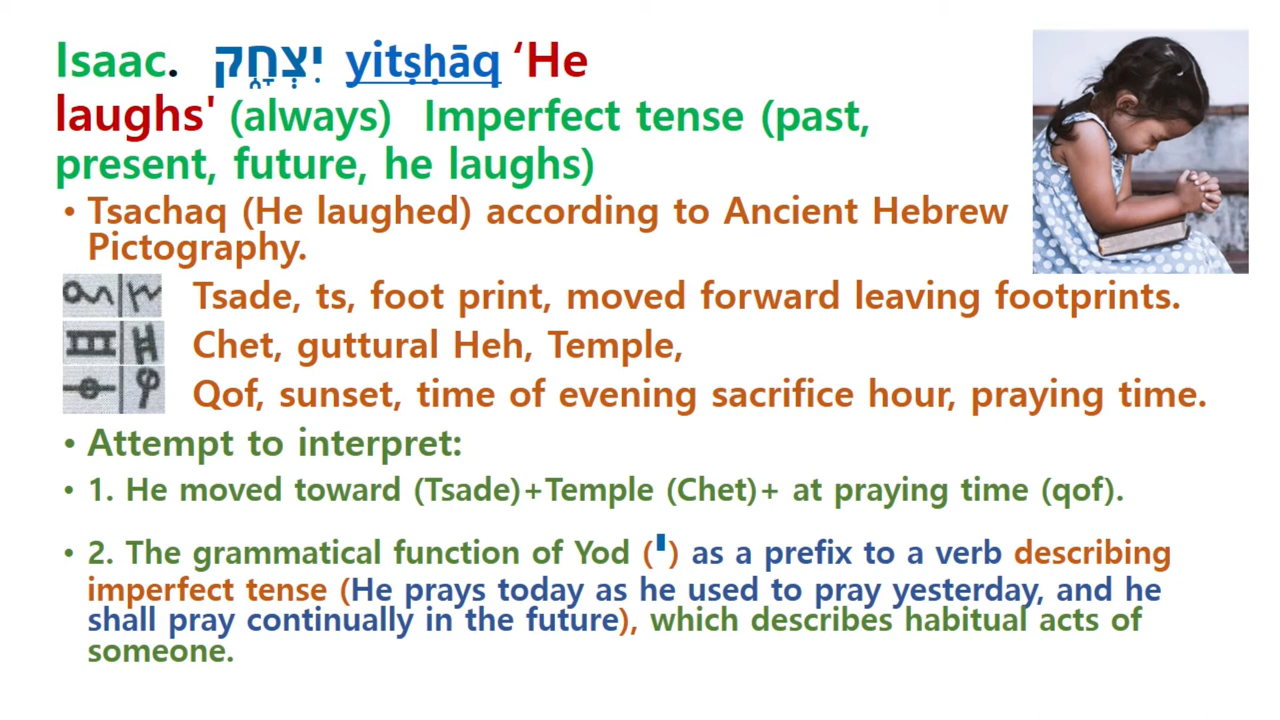 Isaac. יִצְחָק yitṣḥāq ‘He
laughs' (always) Imperfect tense (past,
present, future, he laughs)
• Tsachaq (He laughed) according to Ancient Hebrew
Pictography.
Tsade, ts, foot print, moved forward leaving footprints.
Chet, guttural Heh, Temple,
Qof, sunset, time of evening sacrifice hour, praying time.
• Attempt to interpret:
• 1. He moved toward (Tsade)+Temple (Chet)+ at praying time (qof).
• 2. The grammatical function of Yod (י) as a prefix to a verb describing
imperfect tense (He prays today as he used to pray yesterday, and he
shall pray continually in the future), which describes habitual acts of
someone.